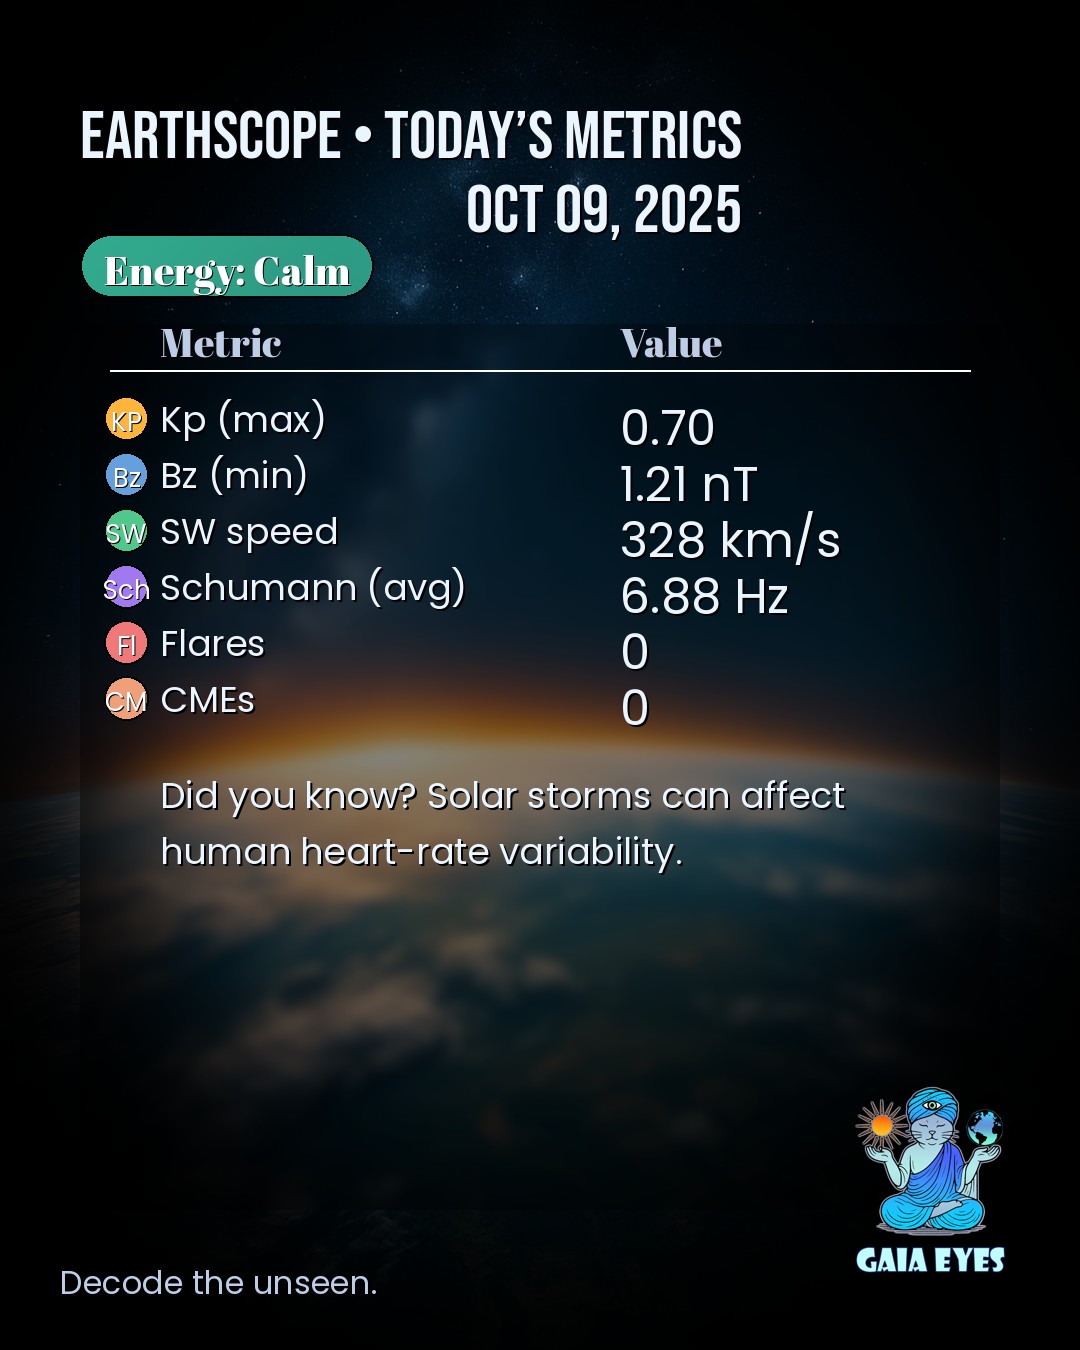 EARTHSCOPE • TODAY’S METRICS
OCT 09, 2025
Energy: Calm
Metric Value
KP Kp (max) 0.70
Bz Bz (min) 1.21 nT
SW SW speed 328 km/s
Sch Schumann (avg) 6.88 Hz
Fl Flares 0
CM CMEs 0
Did you know? Solar storms can affect
human heart-rate variability.
GAIA EYES
Decode the unseen.